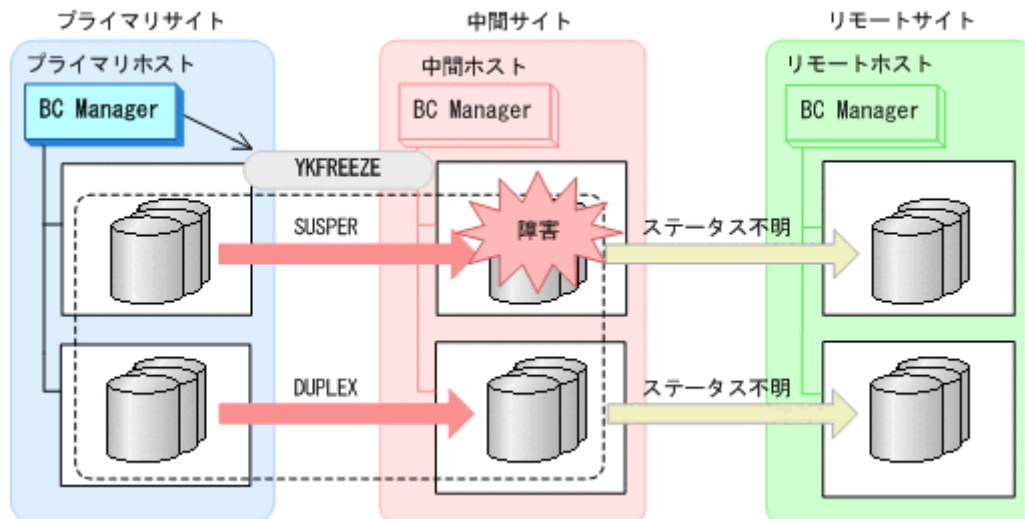 プライマリサイト
中間サイト
リモートサイト
プライマリホスト
中間ホスト
リモートホスト
BC Manager
BC Manager
BC Manager
YKFREEZE
SUSPER
障害
ステータス不明
DUPLEX
ステータス不明